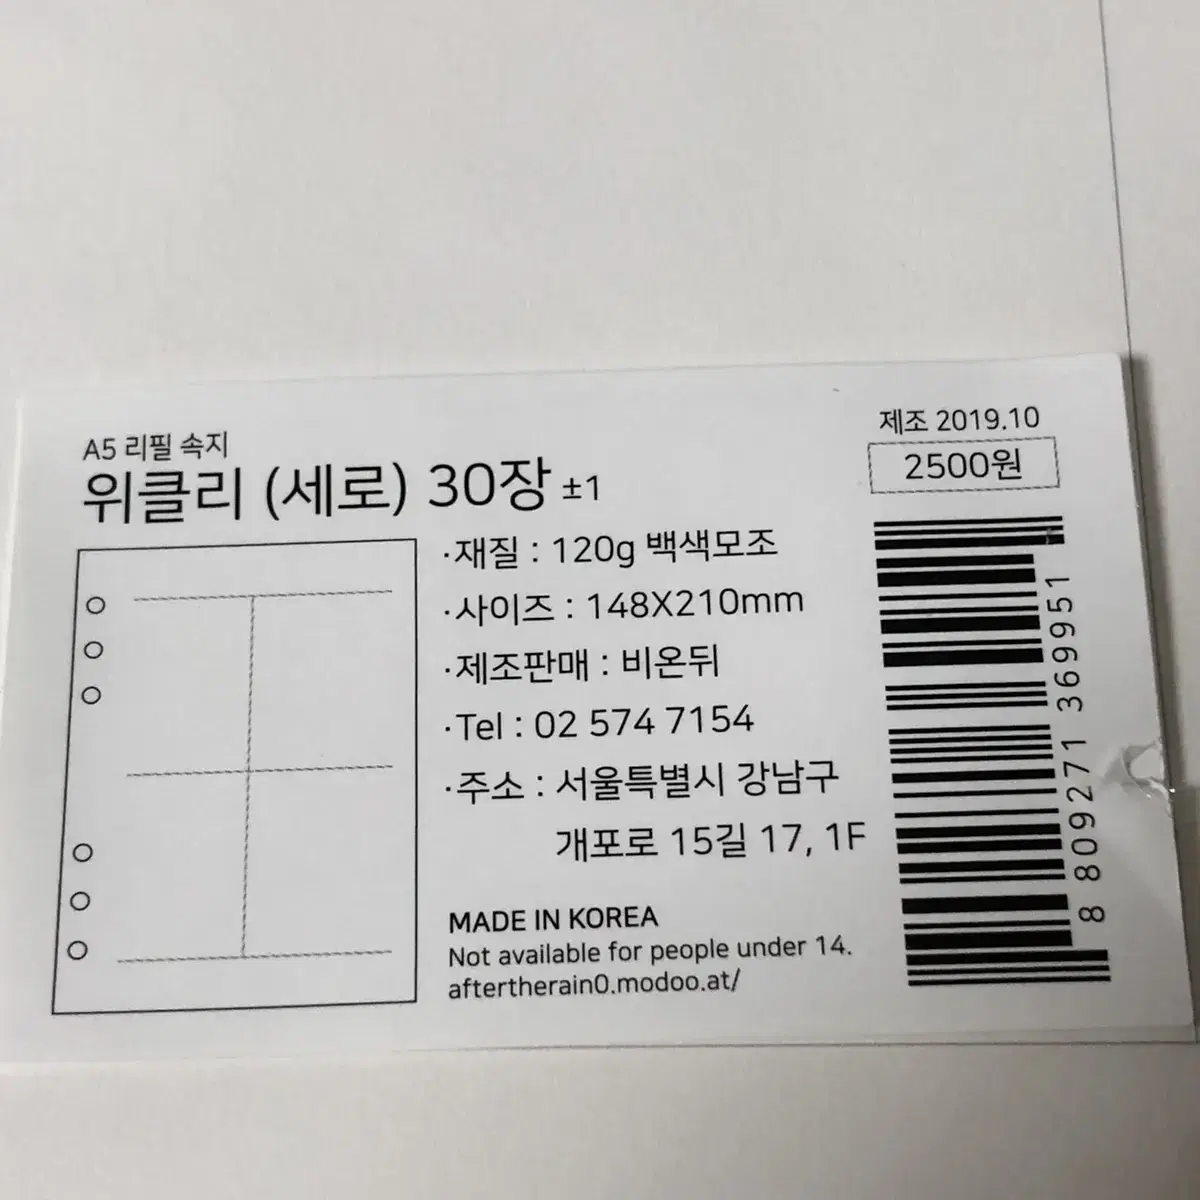 A5 리필 속지
위클리 (세로) 30장 ±1
제조 2019.10
2500원
·재질 : 120g 백색모조
·사이즈 : 148X210mm
·제조판매 : 비온뒤
·Tel : 02 574 7154
·주소 : 서울특별시 강남구
개포로 15길 17, 1F
MADE IN KOREA
Not available for people under 14.
aftertherain0.modoo.at/
8 809271 369951